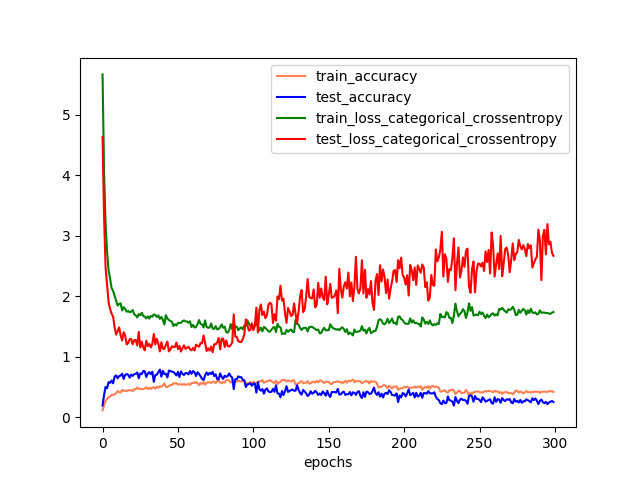 train_accuracy
test_accuracy
train_loss_categorical_crossentropy
test_loss_categorical_crossentropy
5
4
3
2
1
0
0 50 100 150 200 250 300
epochs